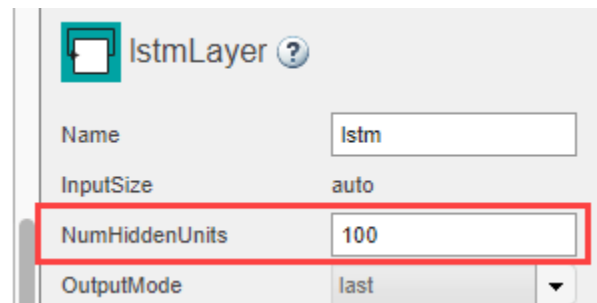 lstmLayer ?
Name lstm
InputSize auto
NumHiddenUnits 100
OutputMode last